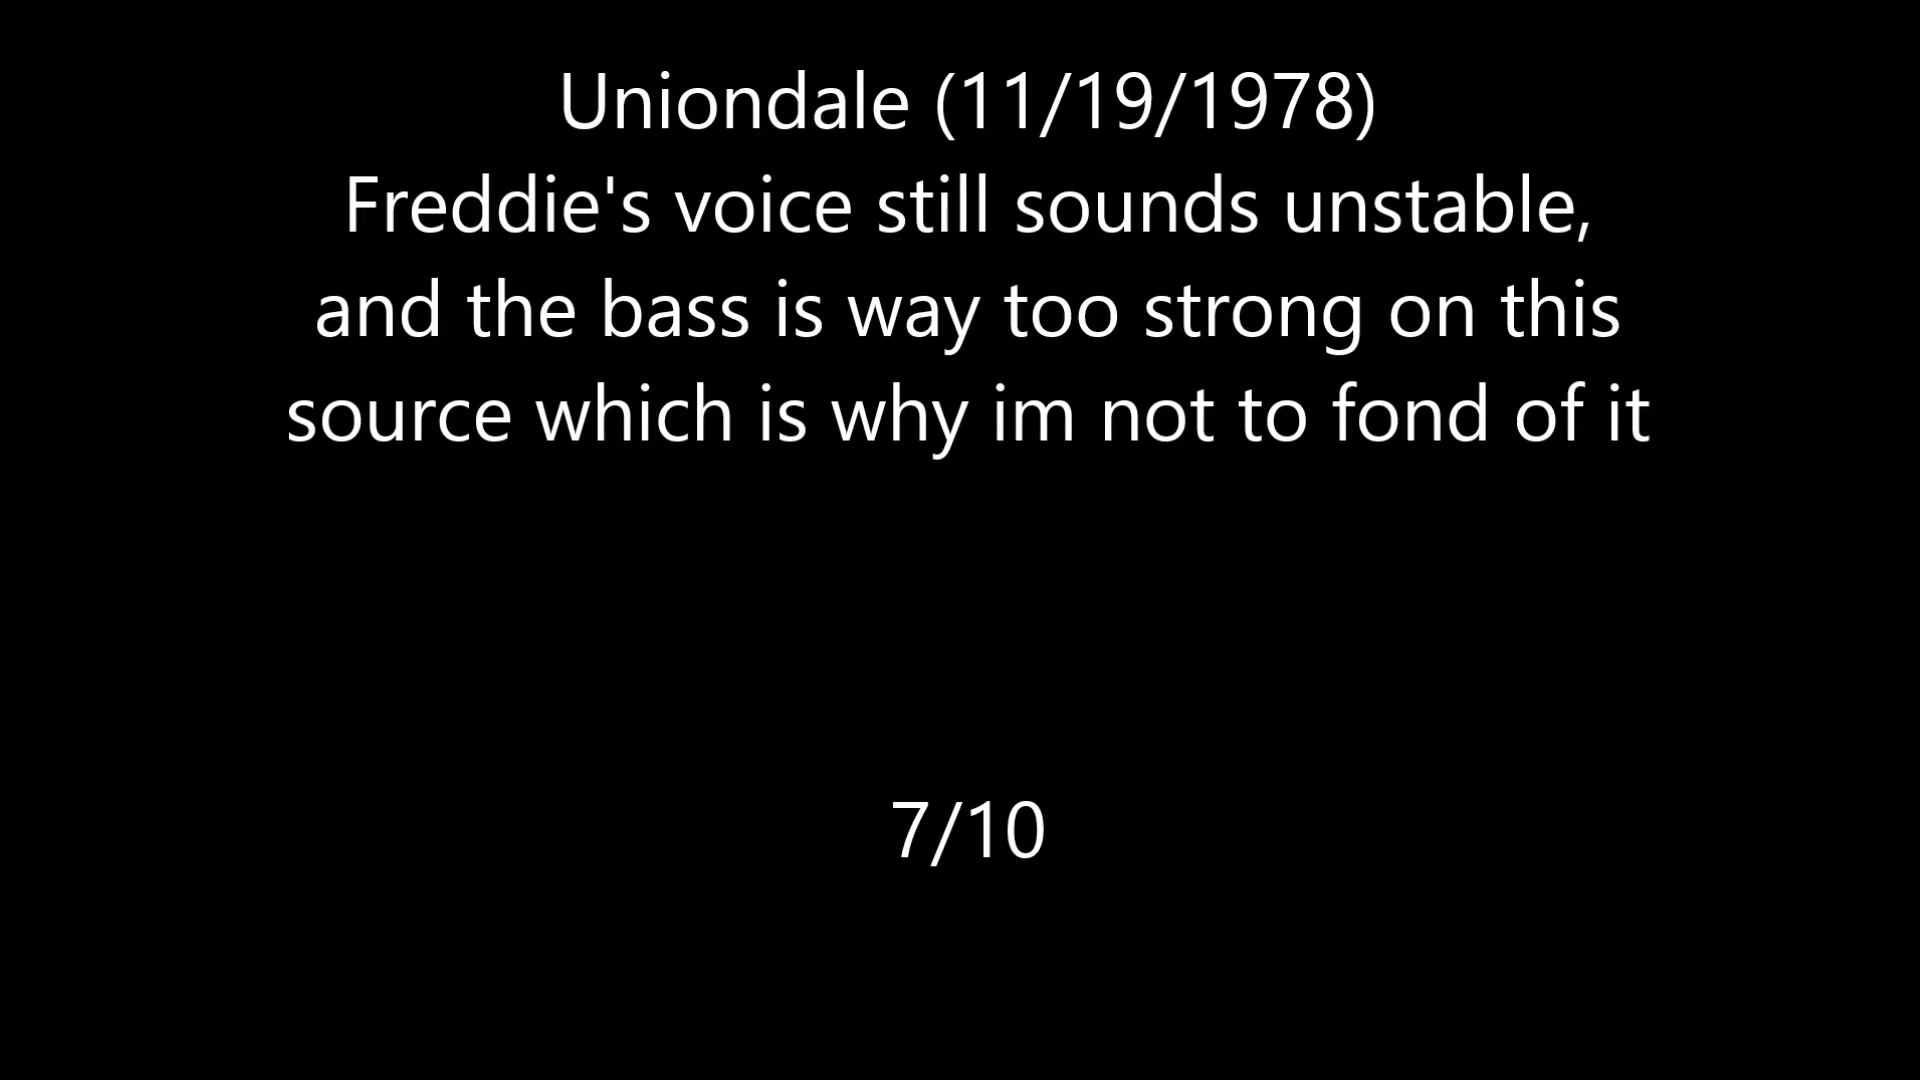 Uniondale (11/19/1978)
Freddie's voice still sounds unstable,
and the bass is way too strong on this
source which is why im not to fond of it
7/10